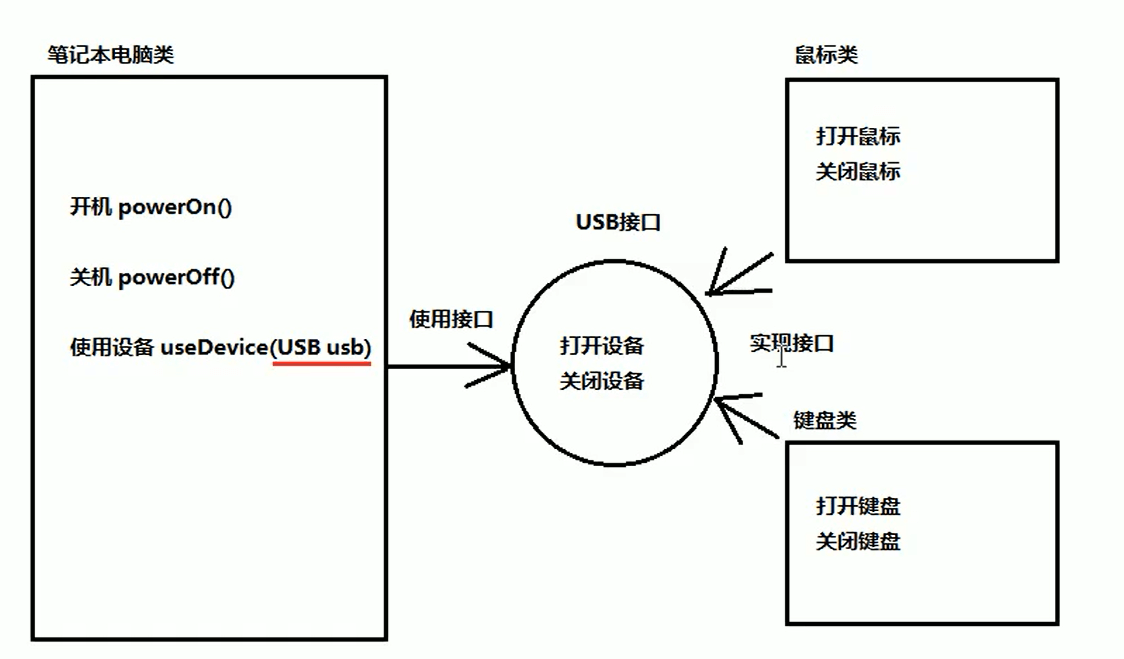 笔记本电脑类
开机 powerOn()
关机 powerOff()
使用设备 useDevice(USB usb)
使用接口
USB接口
打开设备
关闭设备
实现接口
鼠标类
打开鼠标
关闭鼠标
键盘类
打开键盘
关闭键盘